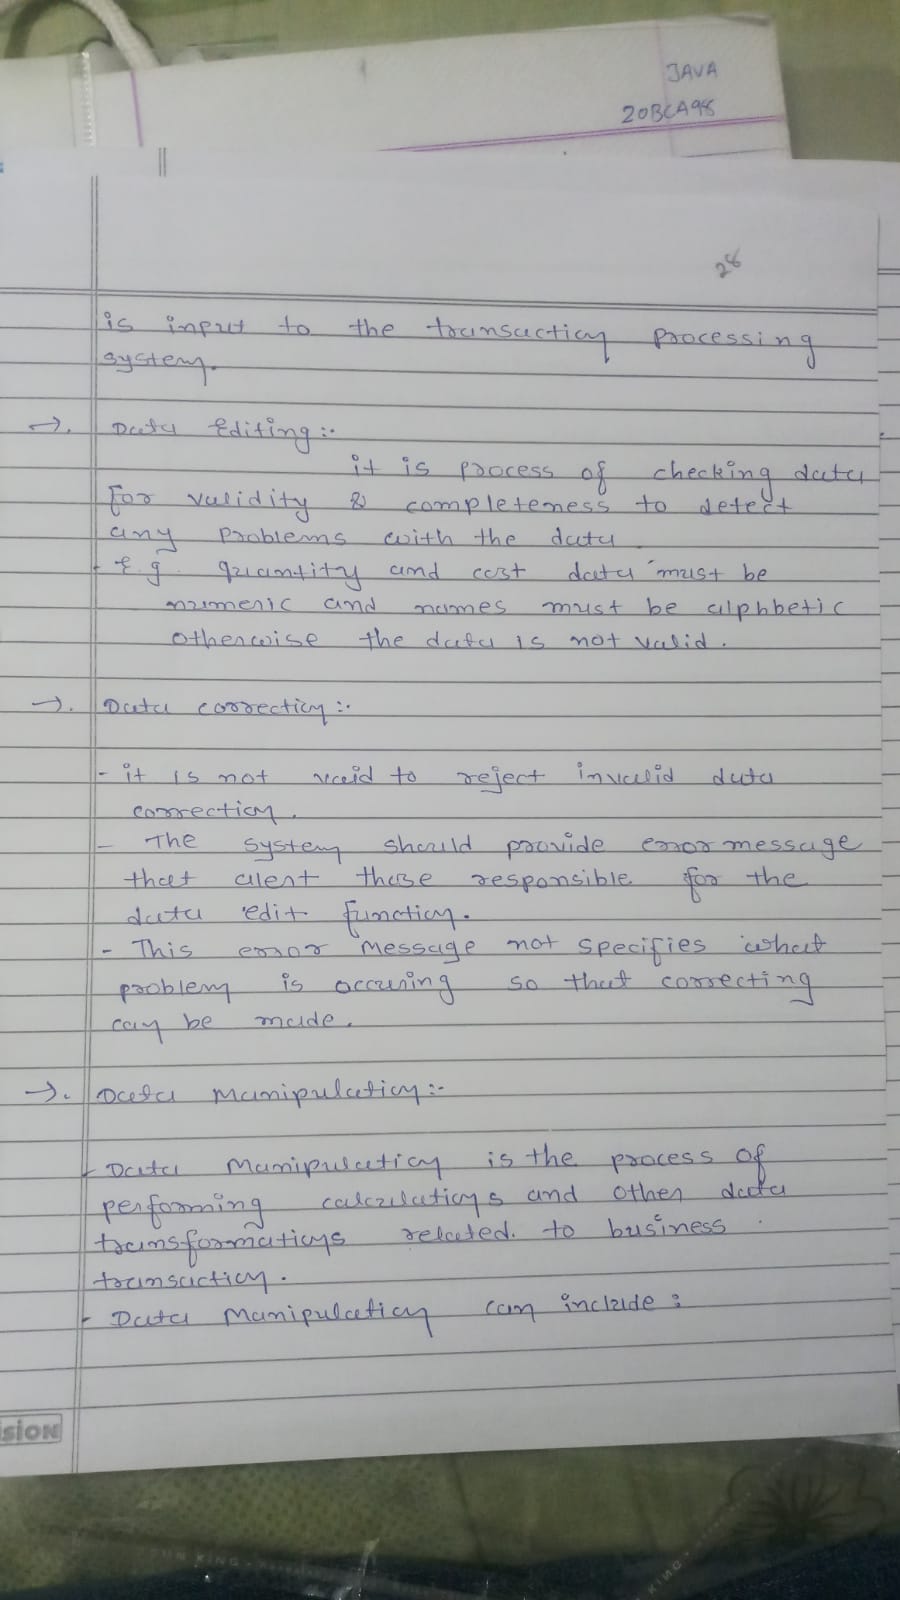 JAVA
20BCA98
28
is input to the transaction processing
system.
→. Data Editing :-
it is process of checking data
for validity & completeness to detect
any problems with the data
- E.g. quantity and cost data must be
numeric and names must be alphbetic
otherwise the data is not valid.
→. Data correction :-
- it is not vaid to reject invalid data
correction.
- The system should provide error message
that alert those responsible for the
data edit function.
- This error message not specifies what
problem is occuring so that correcting
can be made.
→. Data Manipulation :-
- Data Manipulation is the process of
performing calculations and other data
transformations related. to business
transaction.
- Data Manipulation can include :
sion